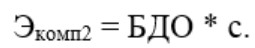 Экомп2 = БДО * с.